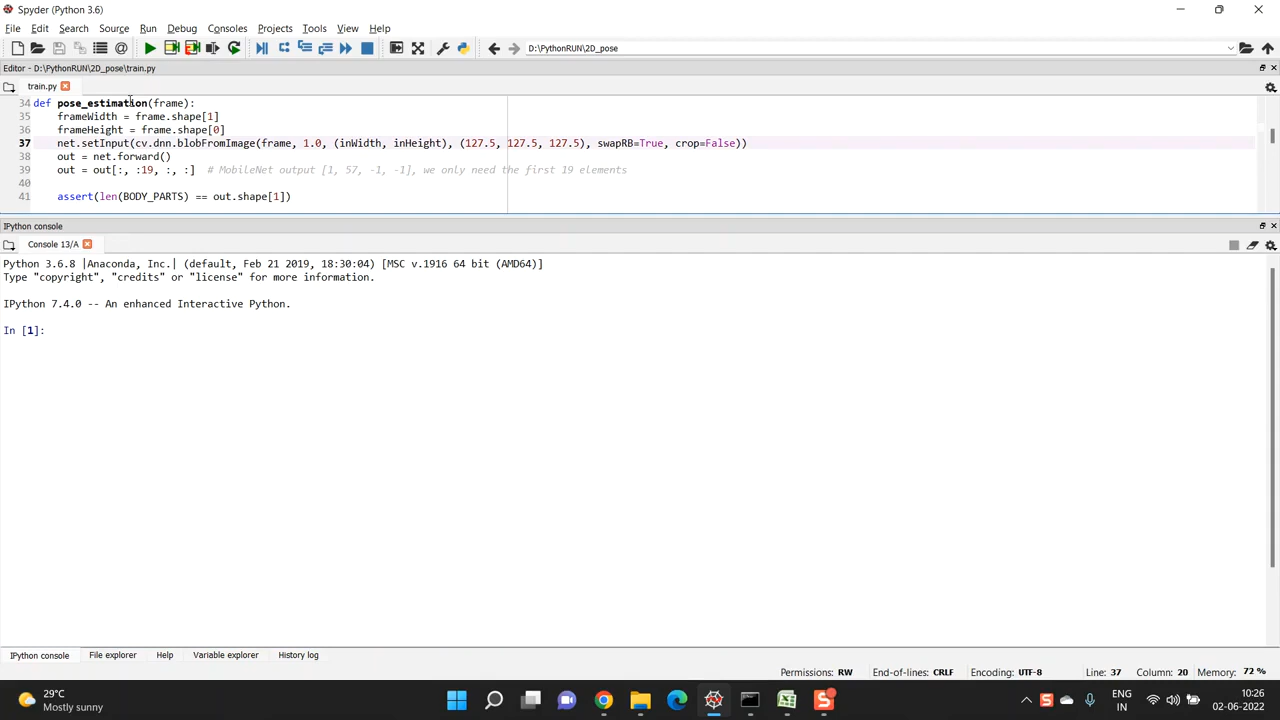 Spyder (Python 3.6)
File Edit Search Source Run Debug Consoles Projects Tools View Help
D:\PythonRUN\2D_pose
Editor - D:\PythonRUN\2D_pose\train.py
train.py
34 def pose_estimation(frame):
35 frameWidth = frame.shape[1]
36 frameHeight = frame.shape[0]
37 net.setInput(cv.dnn.blobFromImage(frame, 1.0, (inWidth, inHeight), (127.5, 127.5, 127.5), swapRB=True, crop=False))
38 out = net.forward()
39 out = out[:, :19, :, :]  # MobileNet output [1, 57, -1, -1], we only need the first 19 elements
40
41 assert(len(BODY_PARTS) == out.shape[1])
IPython console
Console 13/A
Python 3.6.8 |Anaconda, Inc.| (default, Feb 21 2019, 18:30:04) [MSC v.1916 64 bit (AMD64)]
Type "copyright", "credits" or "license" for more information.
IPython 7.4.0 -- An enhanced Interactive Python.
In [1]:
IPython console File explorer Help Variable explorer History log
Permissions: RW End-of-lines: CRLF Encoding: UTF-8 Line: 37 Column: 20 Memory: 72 %
29°C
Mostly sunny
ENG
IN
10:26
02-06-2022